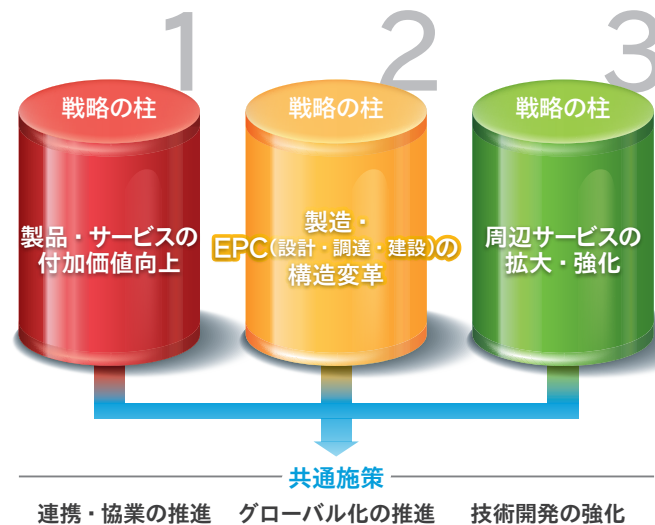 1
戦略の柱
製品・サービスの
付加価値向上
2
戦略の柱
製造・
EPC(設計・調達・建設)の
構造変革
3
戦略の柱
周辺サービスの
拡大・強化
共通施策
連携・協業の推進
グローバル化の推進
技術開発の強化